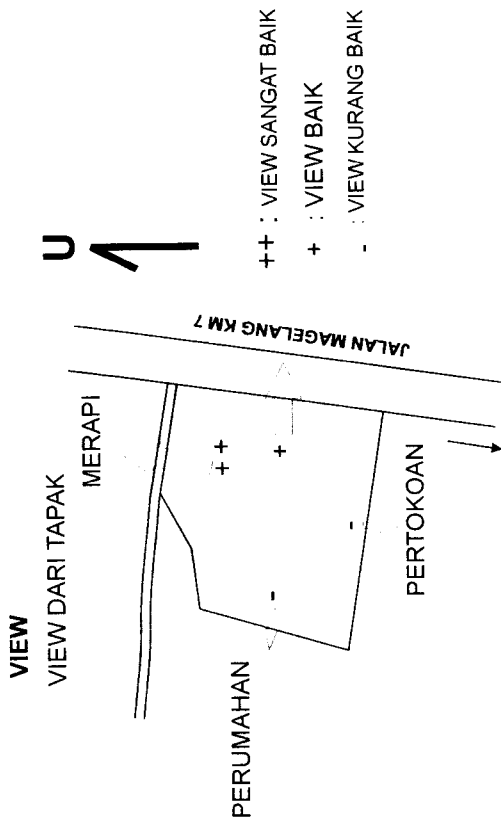 VIEW
VIEW DARI TAPAK
MERAPI
U
++
+
-
-
PERUMAHAN
PERTOKOAN
JALAN MAGELANG KM 7
++ : VIEW SANGAT BAIK
+ : VIEW BAIK
- : VIEW KURANG BAIK